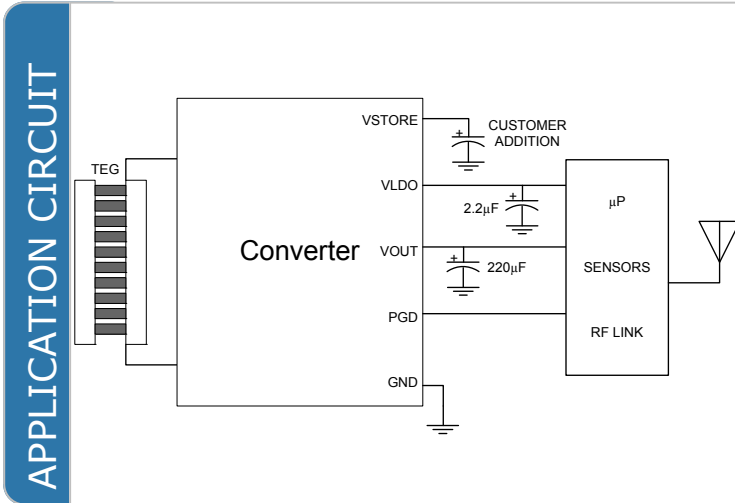 APPLICATION CIRCUIT
TEG
Converter
VSTORE
VLDO
VOUT
PGD
GND
+
CUSTOMER
ADDITION
+
2.2μF
+
220μF
μP
SENSORS
RF LINK